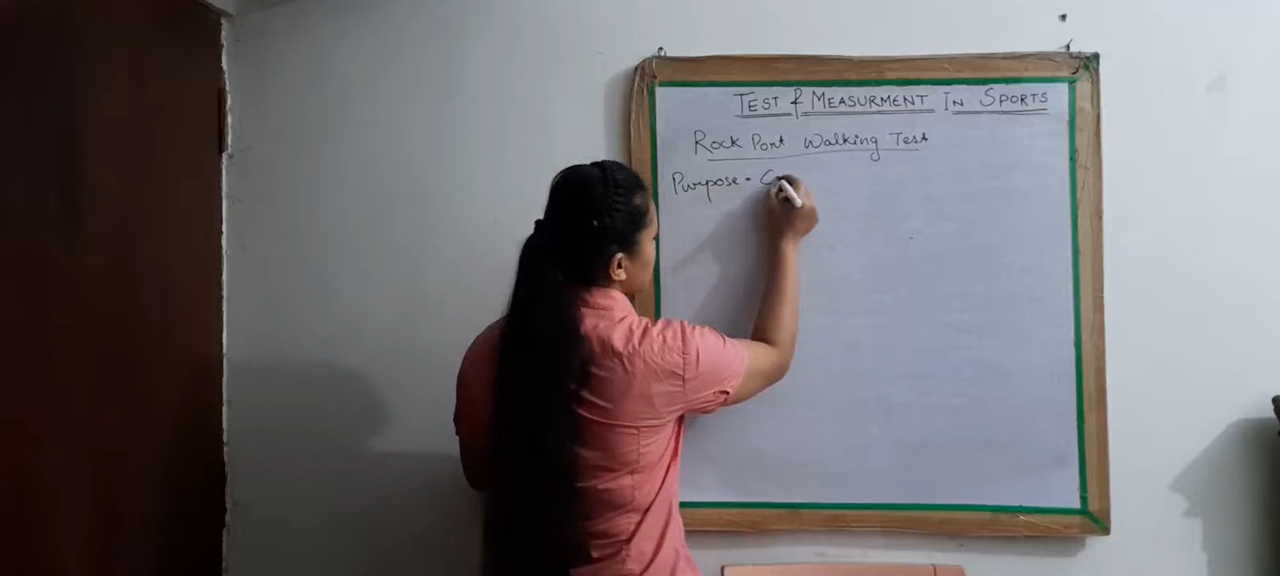 TEST & MEASURMENT IN SPORTS
Rock Port Walking Test
Purpose - C